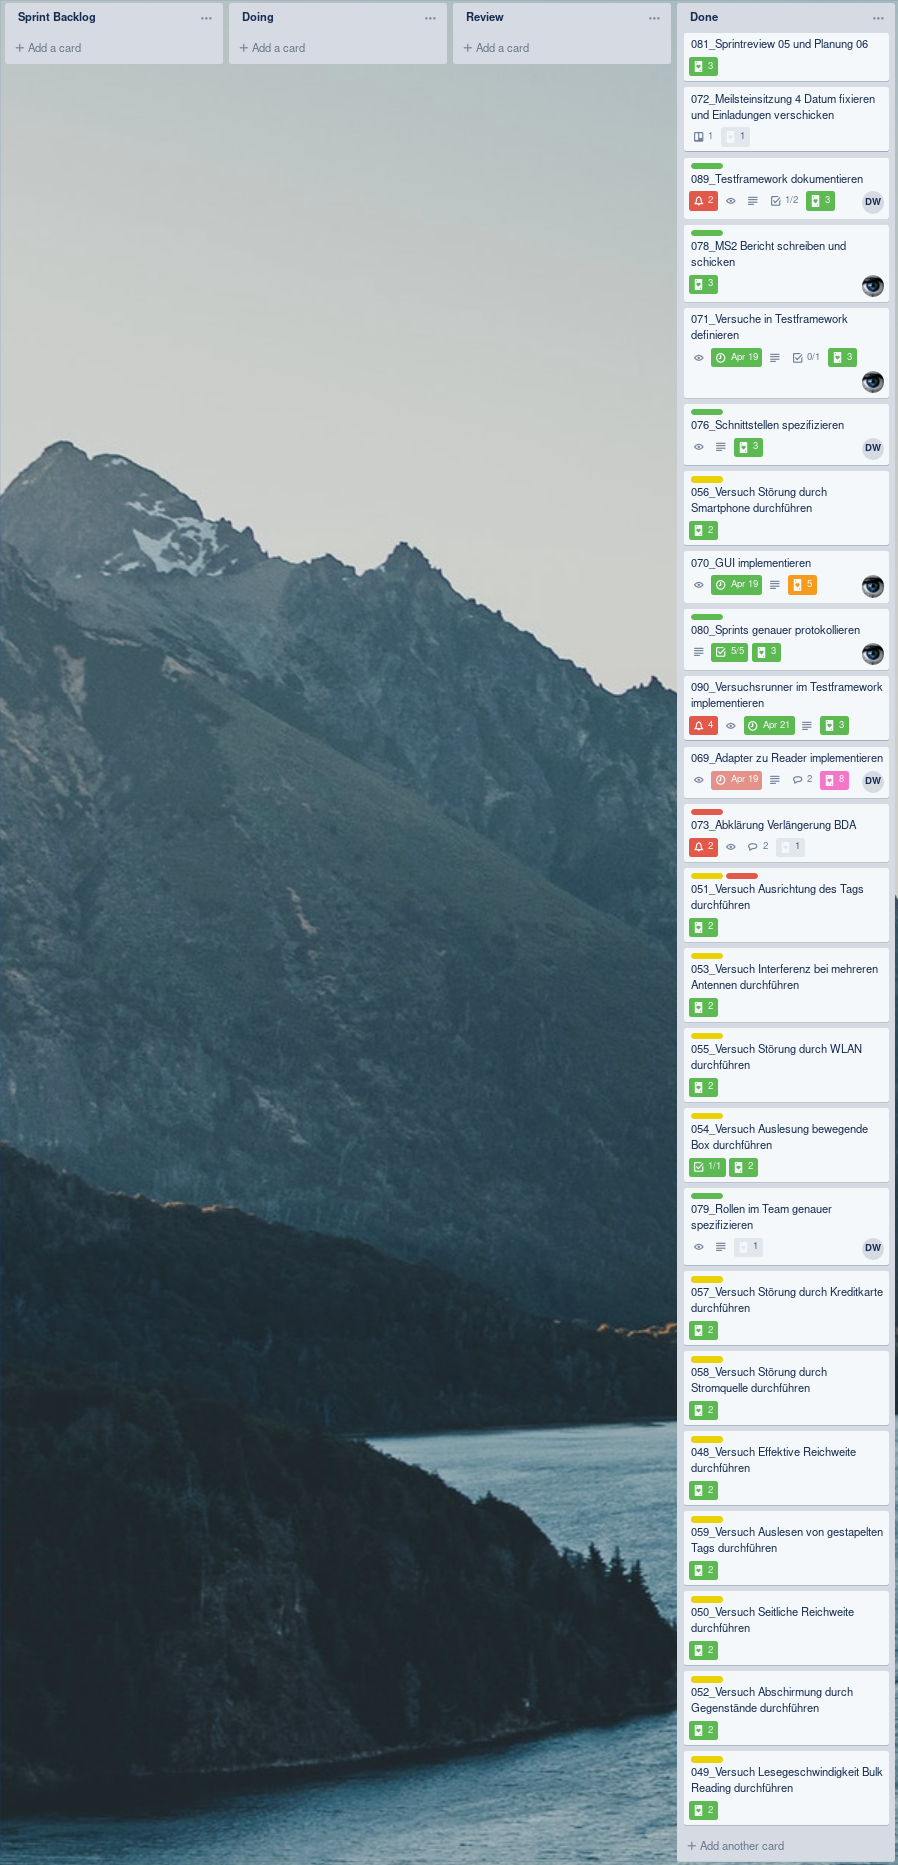 Sprint Backlog
+ Add a card
Doing
+ Add a card
Review
+ Add a card
Done
081_Sprintreview 05 und Planung 06
3
072_Meilsteinsitzung 4 Datum fixieren
und Einladungen verschicken
1 1
089_Testframework dokumentieren
2 1/2 3 DW
078_MS2 Bericht schreiben und
schicken
3
071_Versuche in Testframework
definieren
Apr 19 0/1 3
076_Schnittstellen spezifizieren
3 DW
056_Versuch Störung durch
Smartphone durchführen
2
070_GUI implementieren
Apr 19 5
080_Sprints genauer protokollieren
5/5 3
090_Versuchsrunner im Testframework
implementieren
4 Apr 21 3
069_Adapter zu Reader implementieren
Apr 19 2 8 DW
073_Abklärung Verlängerung BDA
2 2 1
051_Versuch Ausrichtung des Tags
durchführen
2
053_Versuch Interferenz bei mehreren
Antennen durchführen
2
055_Versuch Störung durch WLAN
durchführen
2
054_Versuch Auslesung bewegende
Box durchführen
1/1 2
079_Rollen im Team genauer
spezifizieren
1 DW
057_Versuch Störung durch Kreditkarte
durchführen
2
058_Versuch Störung durch
Stromquelle durchführen
2
048_Versuch Effektive Reichweite
durchführen
2
059_Versuch Auslesen von gestapelten
Tags durchführen
2
050_Versuch Seitliche Reichweite
durchführen
2
052_Versuch Abschirmung durch
Gegenstände durchführen
2
049_Versuch Lesegeschwindigkeit Bulk
Reading durchführen
2
+ Add another card